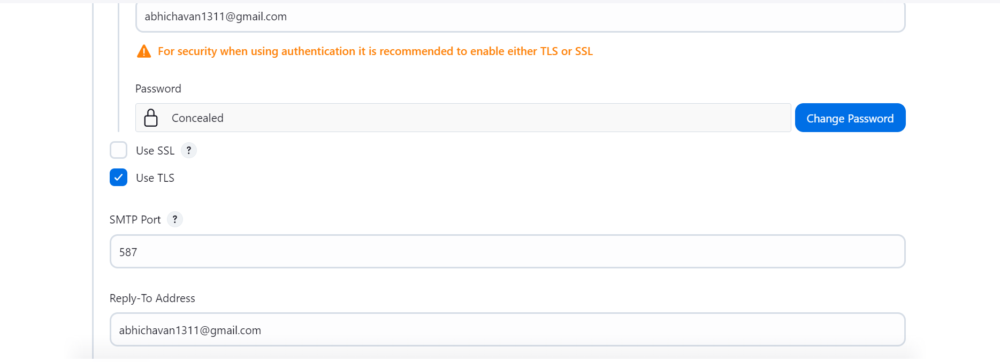 abhichavan1311@gmail.com
For security when using authentication it is recommended to enable either TLS or SSL
Password
Concealed
Change Password
Use SSL ?
Use TLS
SMTP Port ?
587
Reply-To Address
abhichavan1311@gmail.com